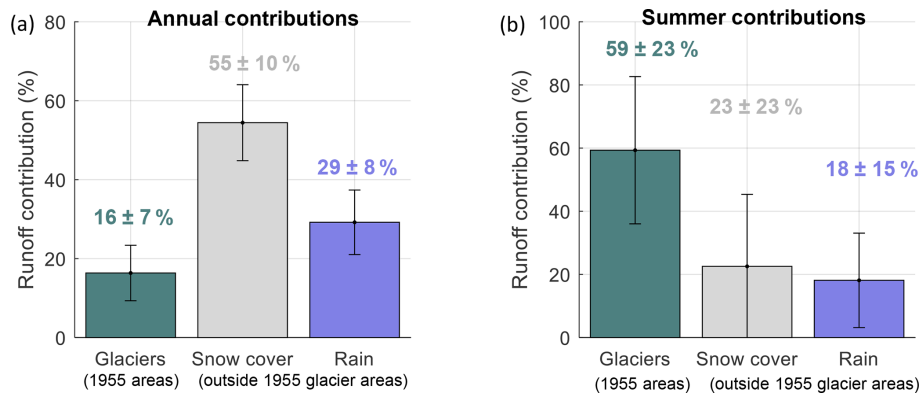 (a)
Annual contributions
Runoff contribution (%)
80
60
40
20
0
16 ± 7 %
55 ± 10 %
29 ± 8 %
Glaciers Snow cover Rain
(1955 areas) (outside 1955 glacier areas)
(b)
Summer contributions
Runoff contribution (%)
100
80
60
40
20
0
59 ± 23 %
23 ± 23 %
18 ± 15 %
Glaciers Snow cover Rain
(1955 areas) (outside 1955 glacier areas)